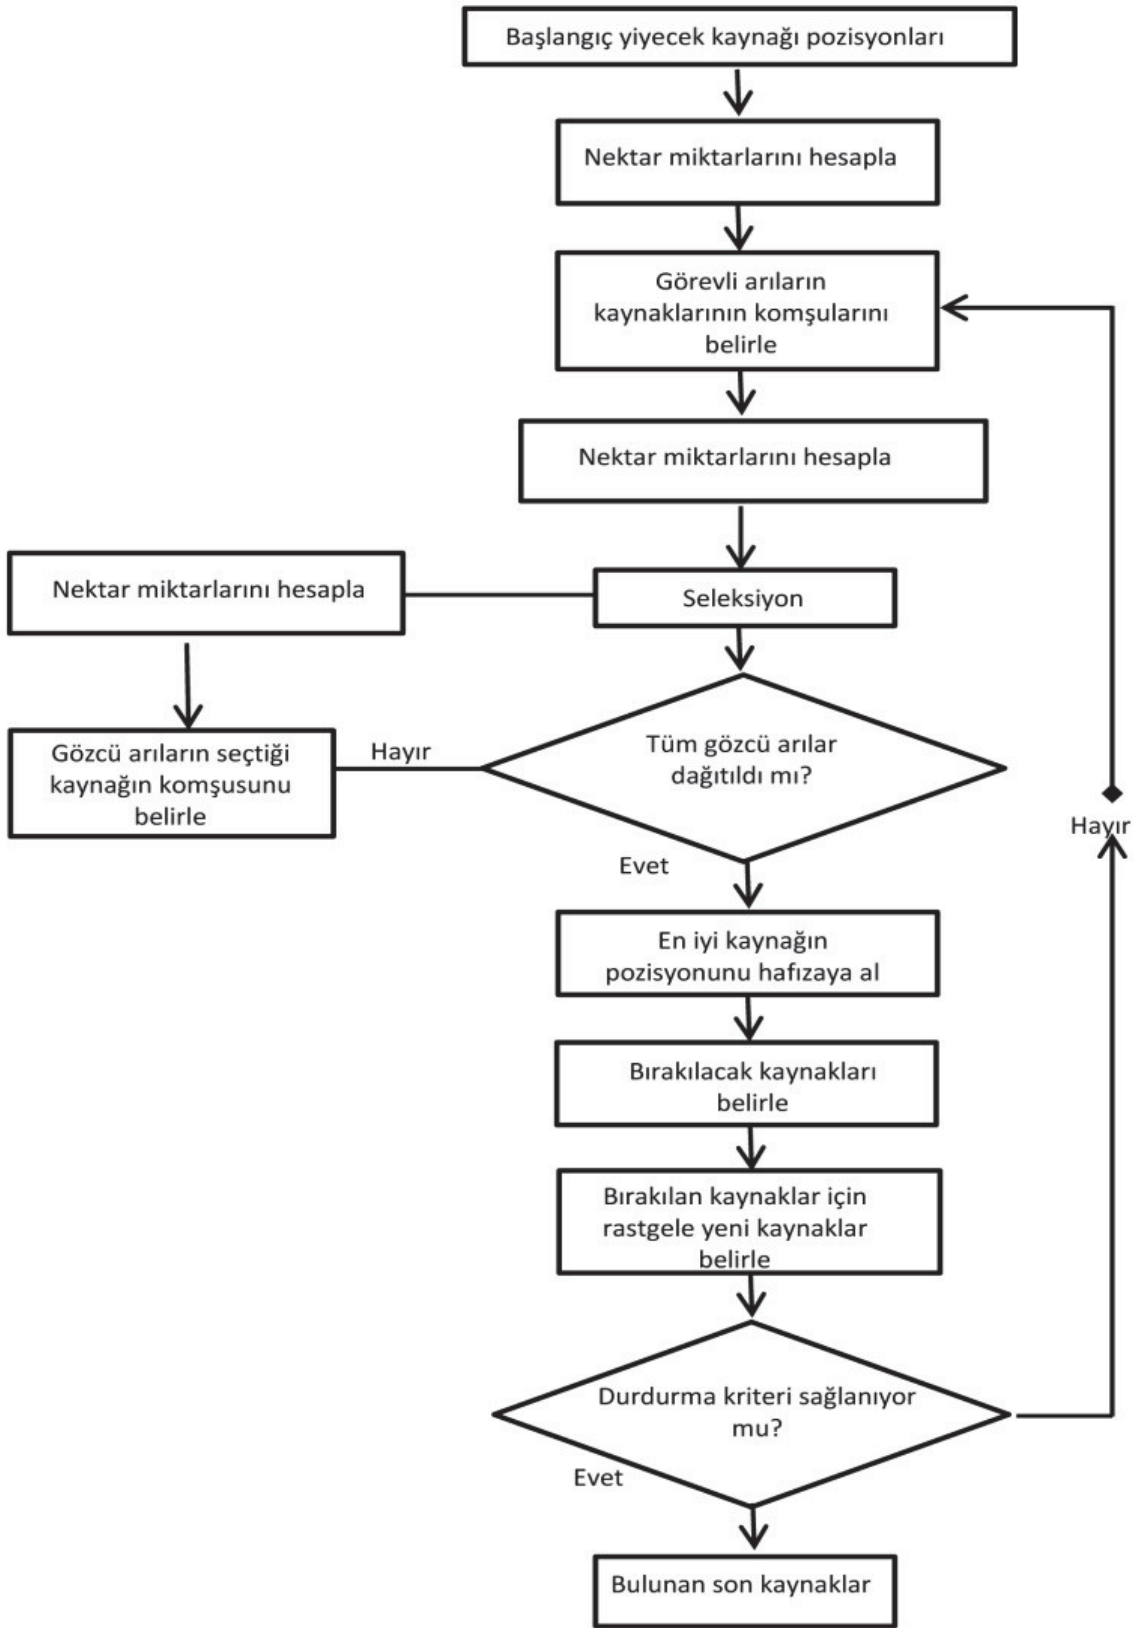 Başlangıç yiyecek kaynağı pozisyonları
Nektar miktarlarını hesapla
Görevli arıların
kaynaklarının komşularını
belirle
Nektar miktarlarını hesapla
Nektar miktarlarını hesapla
Seleksiyon
Gözcü arıların seçtiği
kaynağın komşusunu
belirle
Hayır
Tüm gözcü arılar
dağıtıldı mı?
Hayır
Evet
En iyi kaynağın
pozisyonunu hafızaya al
Bırakılacak kaynakları
belirle
Bırakılan kaynaklar için
rastgele yeni kaynaklar
belirle
Durdurma kriteri sağlanıyor
mu?
Evet
Bulunan son kaynaklar